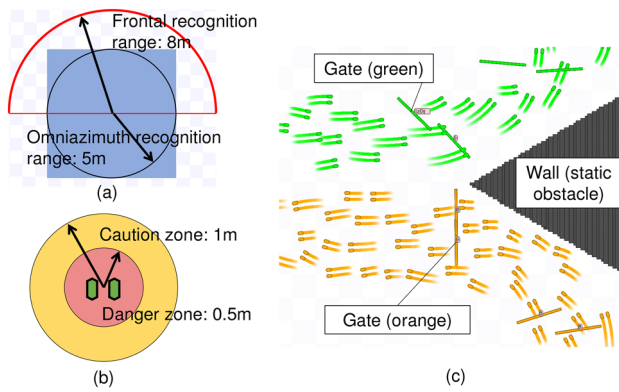 Frontal recognition
range: 8m
Omniazimuth recognition
range: 5m
(a)
Caution zone: 1m
Danger zone: 0.5m
(b)
Gate (green)
Wall (static
obstacle)
Gate (orange)
(c)